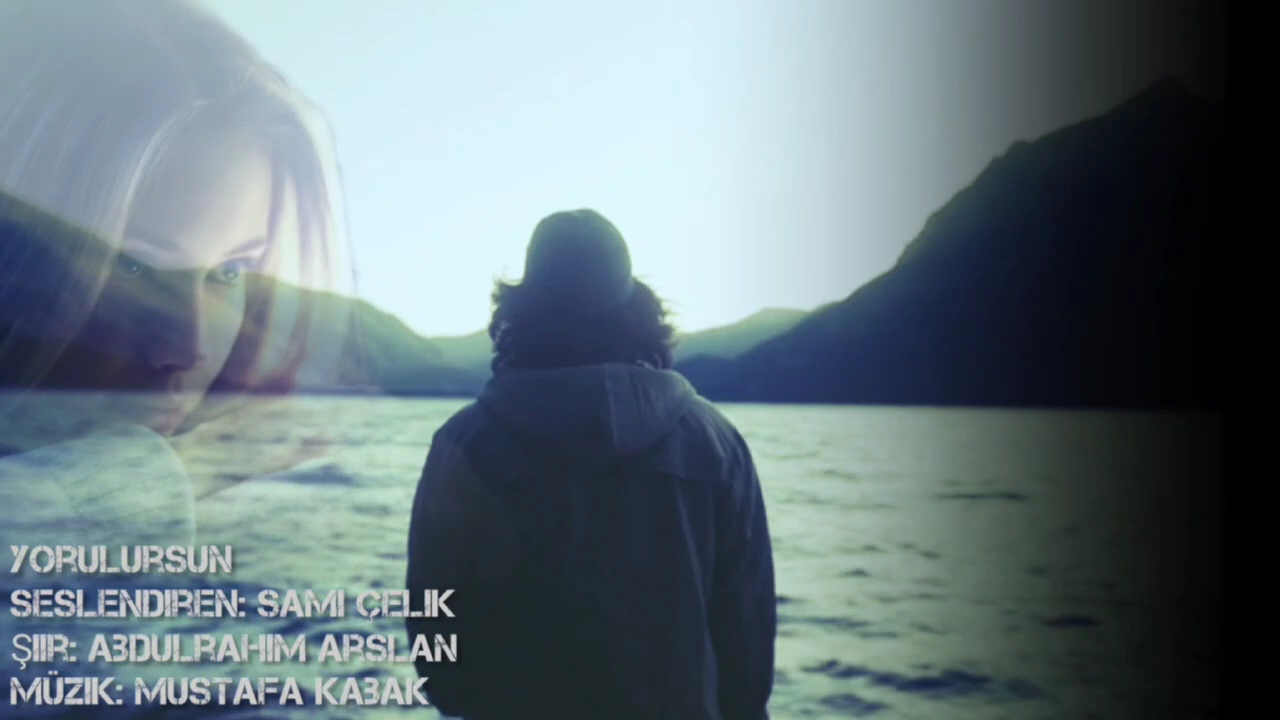 YORULURSUN
SESLENDIREN: SAMI ÇELIK
ŞIIR: ABDULRAHIM ARSLAN
MÜZIK: MUSTAFA KABAK